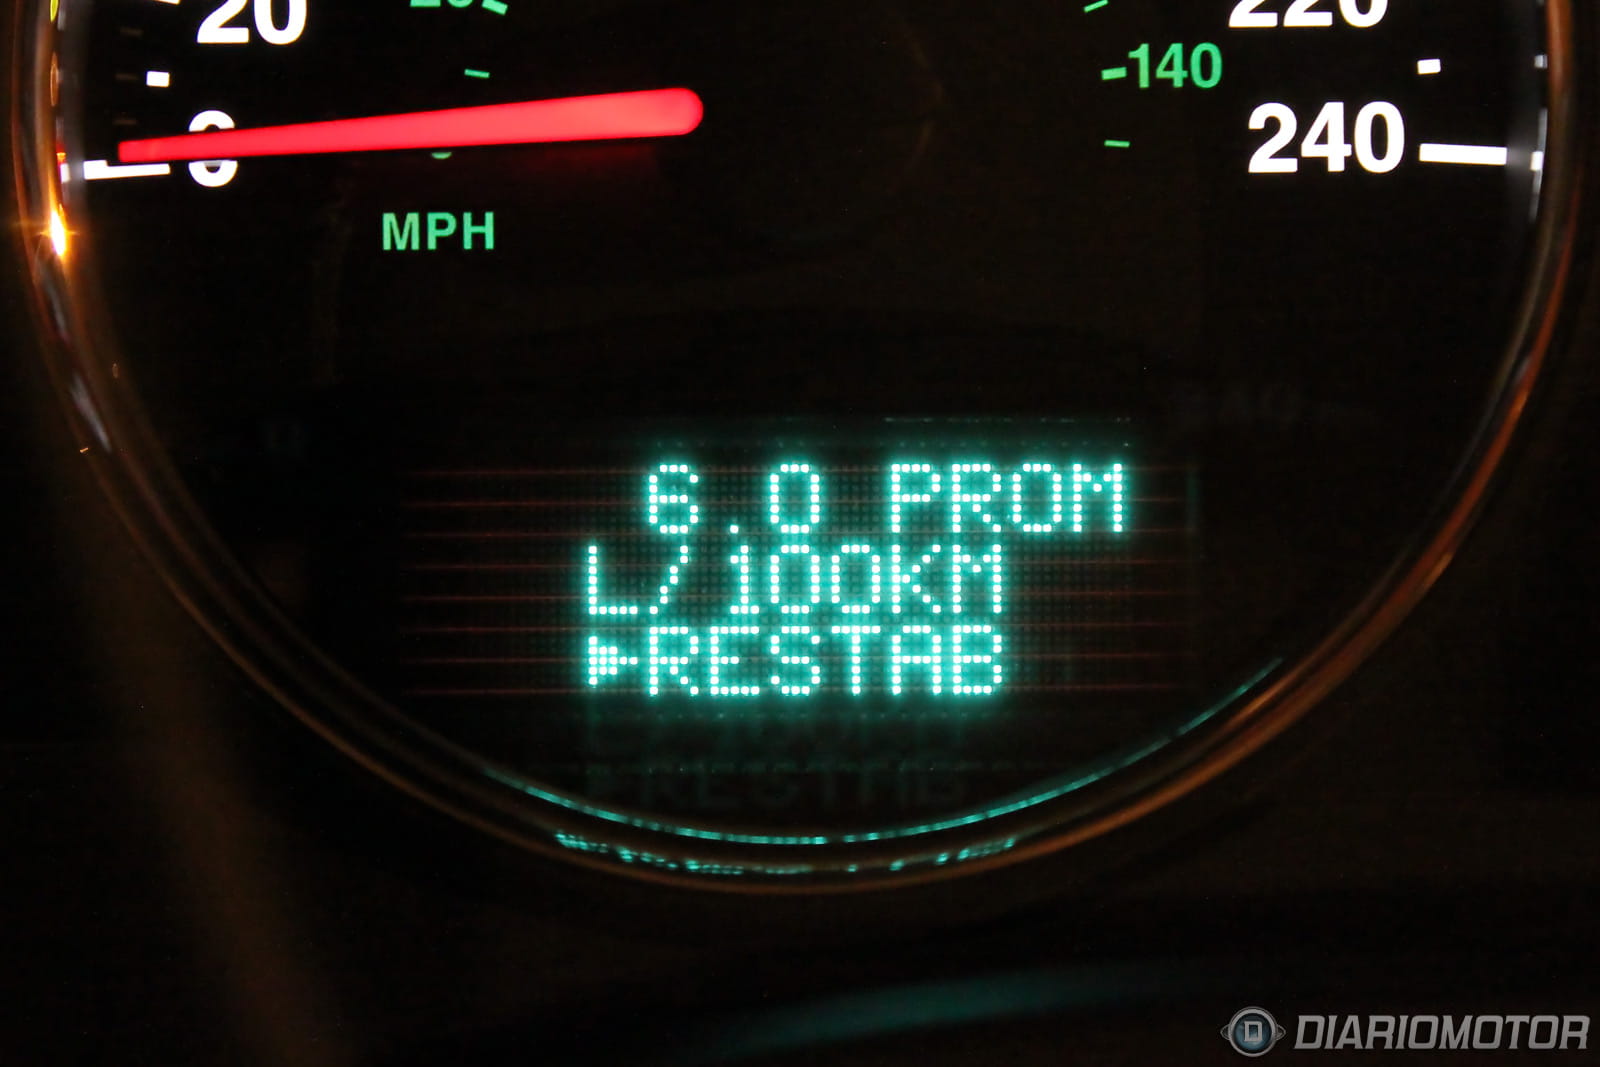 20 220
140
0 240
MPH
6.0 PROM
L/100KM
►RESTAB
DIARIOMOTOR